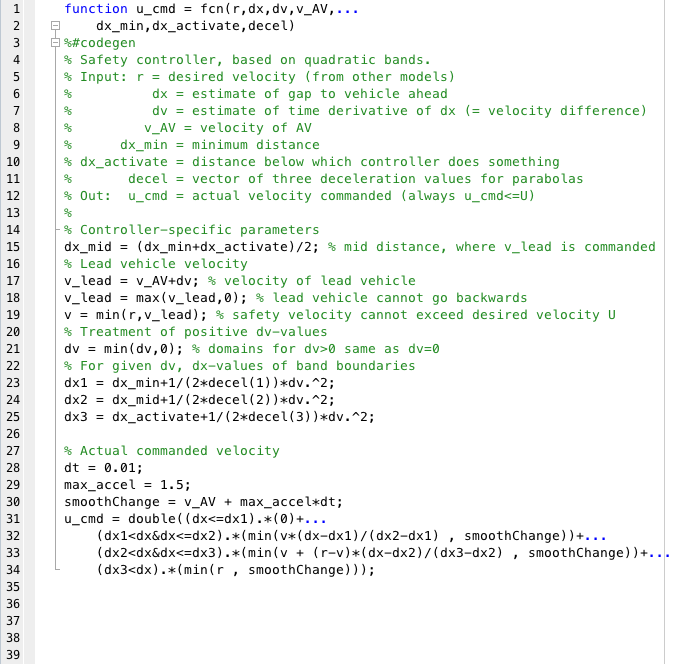 1 function u_cmd = fcn(r,dx,dv,v_AV,...
2     dx_min,dx_activate,decel)
3 %#codegen
4 % Safety controller, based on quadratic bands.
5 % Input: r = desired velocity (from other models)
6 %          dx = estimate of gap to vehicle ahead
7 %          dv = estimate of time derivative of dx (= velocity difference)
8 %         v_AV = velocity of AV
9 %      dx_min = minimum distance
10 % dx_activate = distance below which controller does something
11 %       decel = vector of three deceleration values for parabolas
12 % Out:  u_cmd = actual velocity commanded (always u_cmd<=U)
13 %
14 % Controller-specific parameters
15 dx_mid = (dx_min+dx_activate)/2; % mid distance, where v_lead is commanded
16 % Lead vehicle velocity
17 v_lead = v_AV+dv; % velocity of lead vehicle
18 v_lead = max(v_lead,0); % lead vehicle cannot go backwards
19 v = min(r,v_lead); % safety velocity cannot exceed desired velocity U
20 % Treatment of positive dv-values
21 dv = min(dv,0); % domains for dv>0 same as dv=0
22 % For given dv, dx-values of band boundaries
23 dx1 = dx_min+1/(2*decel(1))*dv.^2;
24 dx2 = dx_mid+1/(2*decel(2))*dv.^2;
25 dx3 = dx_activate+1/(2*decel(3))*dv.^2;
26
27 % Actual commanded velocity
28 dt = 0.01;
29 max_accel = 1.5;
30 smoothChange = v_AV + max_accel*dt;
31 u_cmd = double((dx<=dx1).*(0)+...
32     (dx1<dx&dx<=dx2).*(min(v*(dx-dx1)/(dx2-dx1) , smoothChange))+...
33     (dx2<dx&dx<=dx3).*(min(v + (r-v)*(dx-dx2)/(dx3-dx2) , smoothChange))+...
34     (dx3<dx).*(min(r , smoothChange)));
35
36
37
38
39